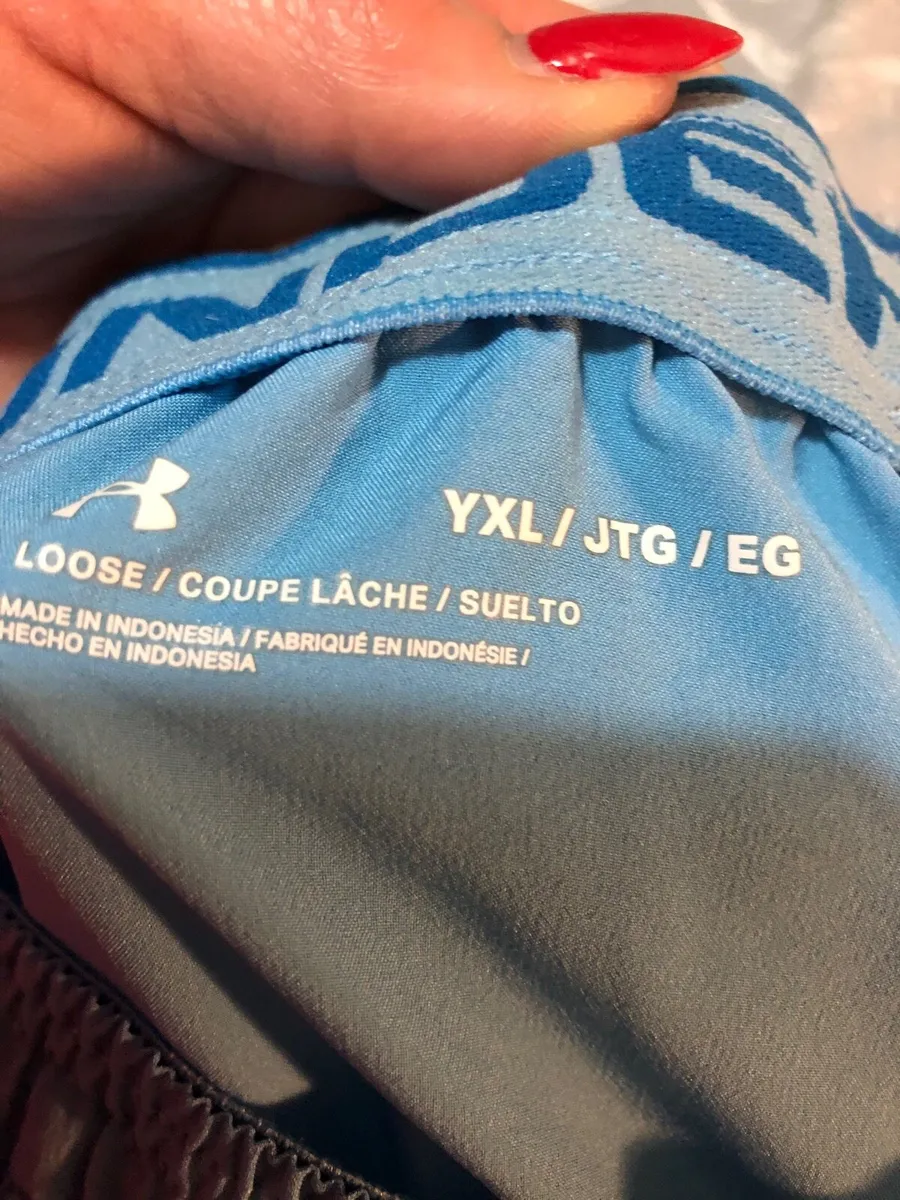 YXL / JTG / EG
LOOSE / COUPE LÂCHE / SUELTO
MADE IN INDONESIA / FABRIQUÉ EN INDONÉSIE /
HECHO EN INDONESIA